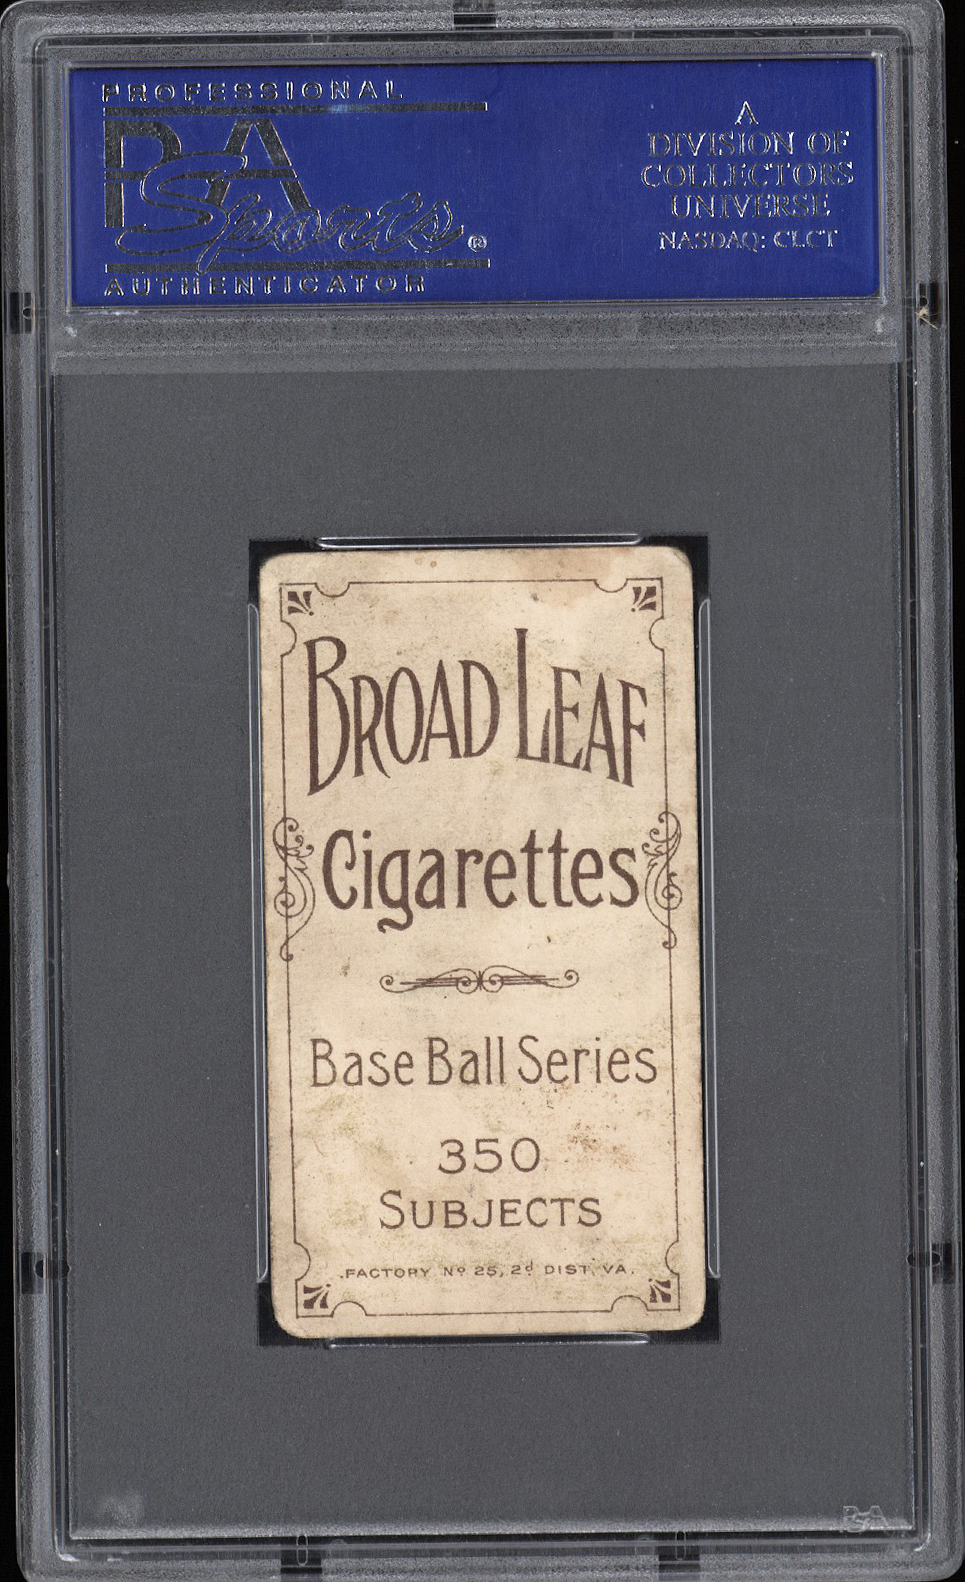 PROFESSIONAL
PSA
Sports®
AUTHENTICATOR
A
DIVISION OF
COLLECTORS
UNIVERSE
NASDAQ: CLCT
BROAD LEAF
Cigarettes
Base Ball Series
350
SUBJECTS
FACTORY Nº 25, 2d DIST. VA.
PSA